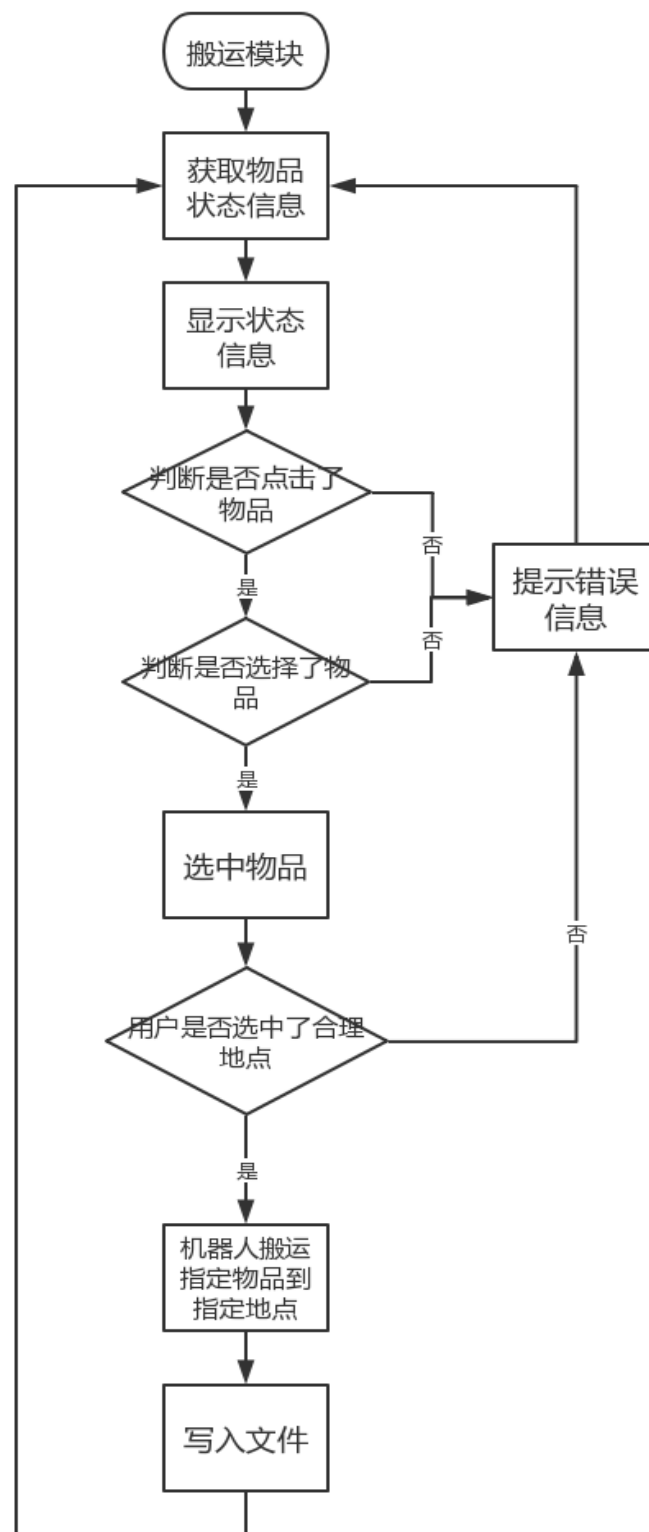 搬运模块
获取物品
状态信息
显示状态
信息
判断是否点击了
物品
否
是
提示错误
信息
否
判断是否选择了物
品
是
选中物品
否
用户是否选中了合理
地点
是
机器人搬运
指定物品到
指定地点
写入文件